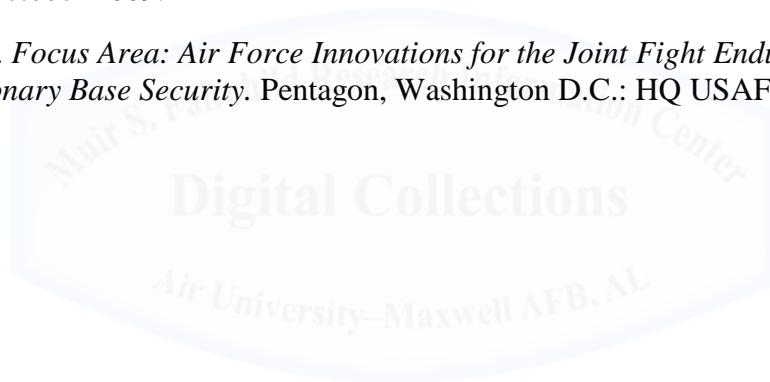 . Focus Area: Air Force Innovations for the Joint Fight Endu
onary Base Security. Pentagon, Washington D.C.: HQ USAF
Muir S. Fairchild Research Information Center
Digital Collections
Air University–Maxwell AFB, AL